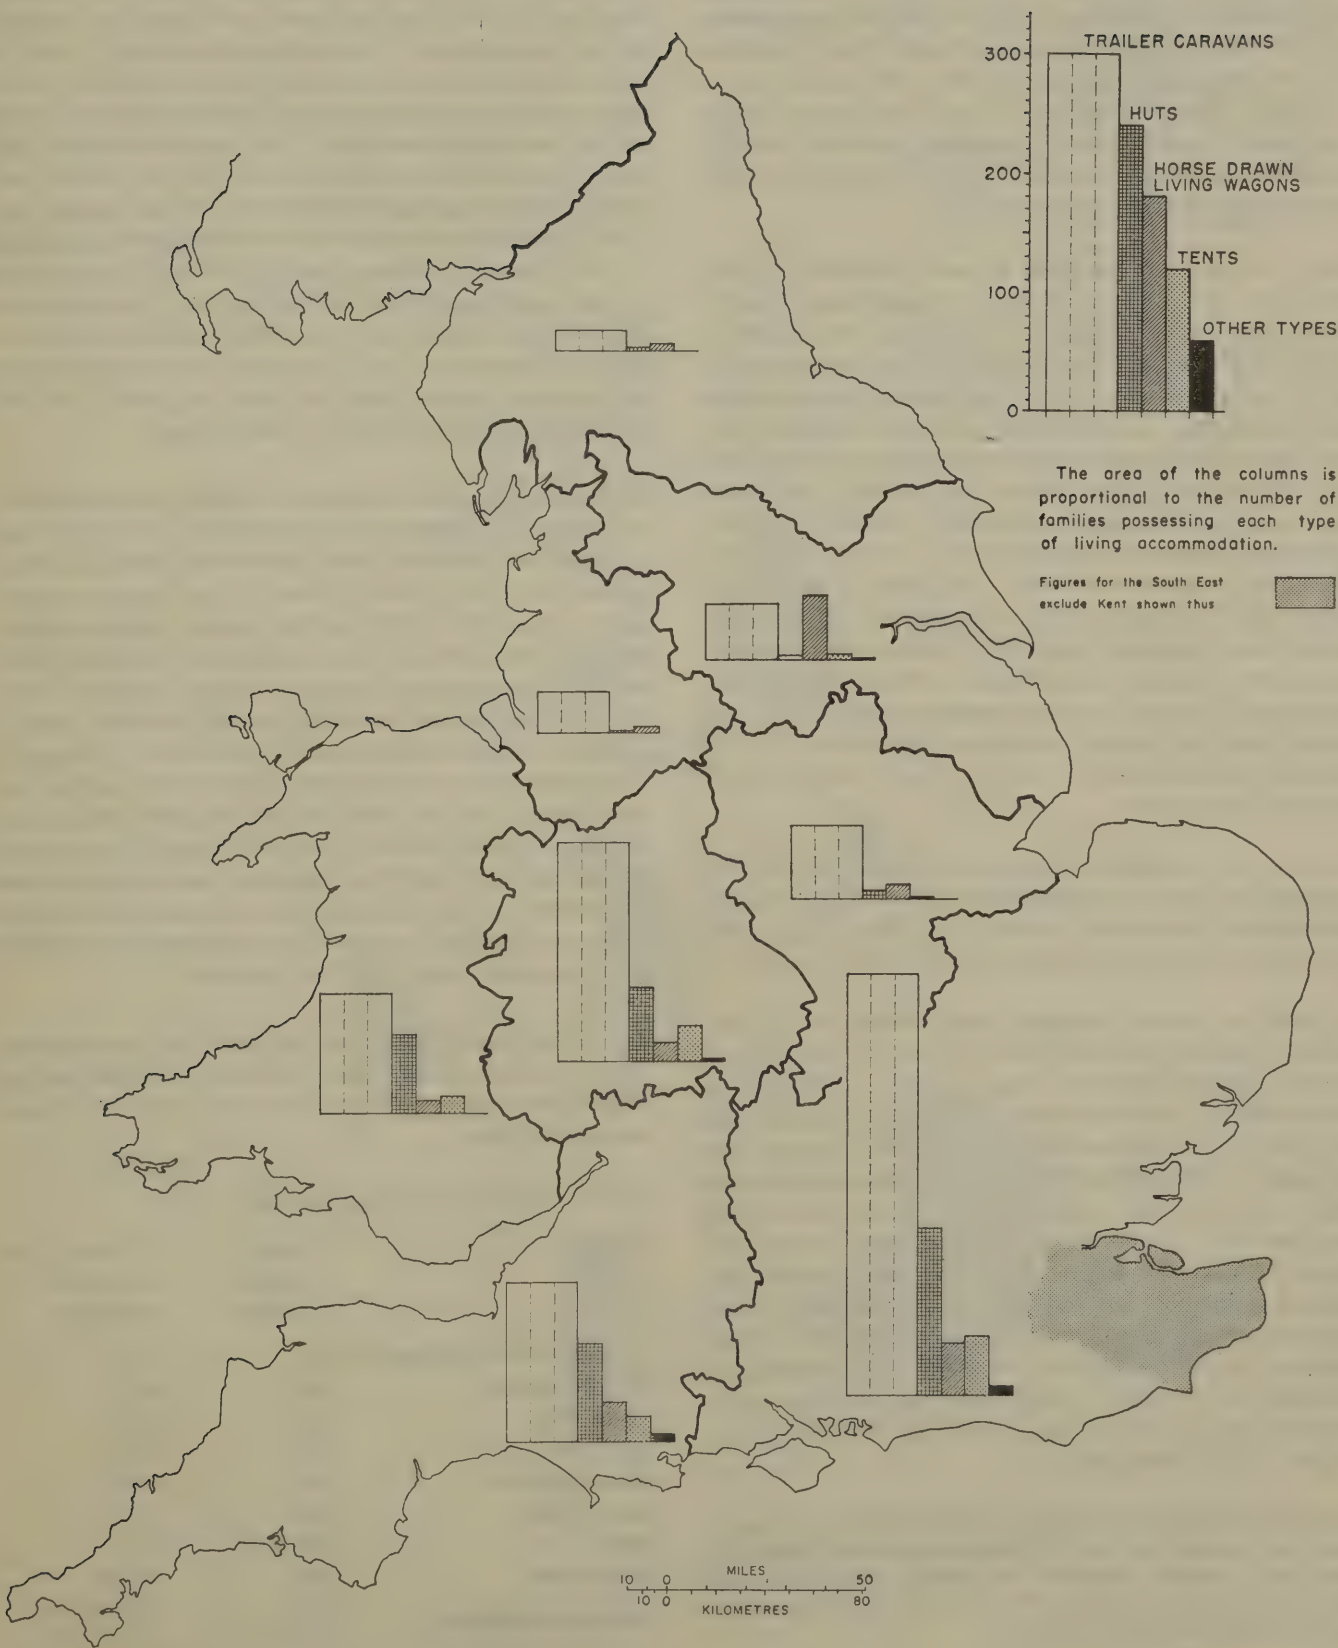 300
TRAILER CARAVANS
HUTS
200
HORSE DRAWN
LIVING WAGONS
TENTS
100
OTHER TYPES
0
The area of the columns is
proportional to the number of
families possessing each type
of living accommodation.
Figures for the South East
exclude Kent shown thus
MILES
10 0 50
10 0 80
KILOMETRES